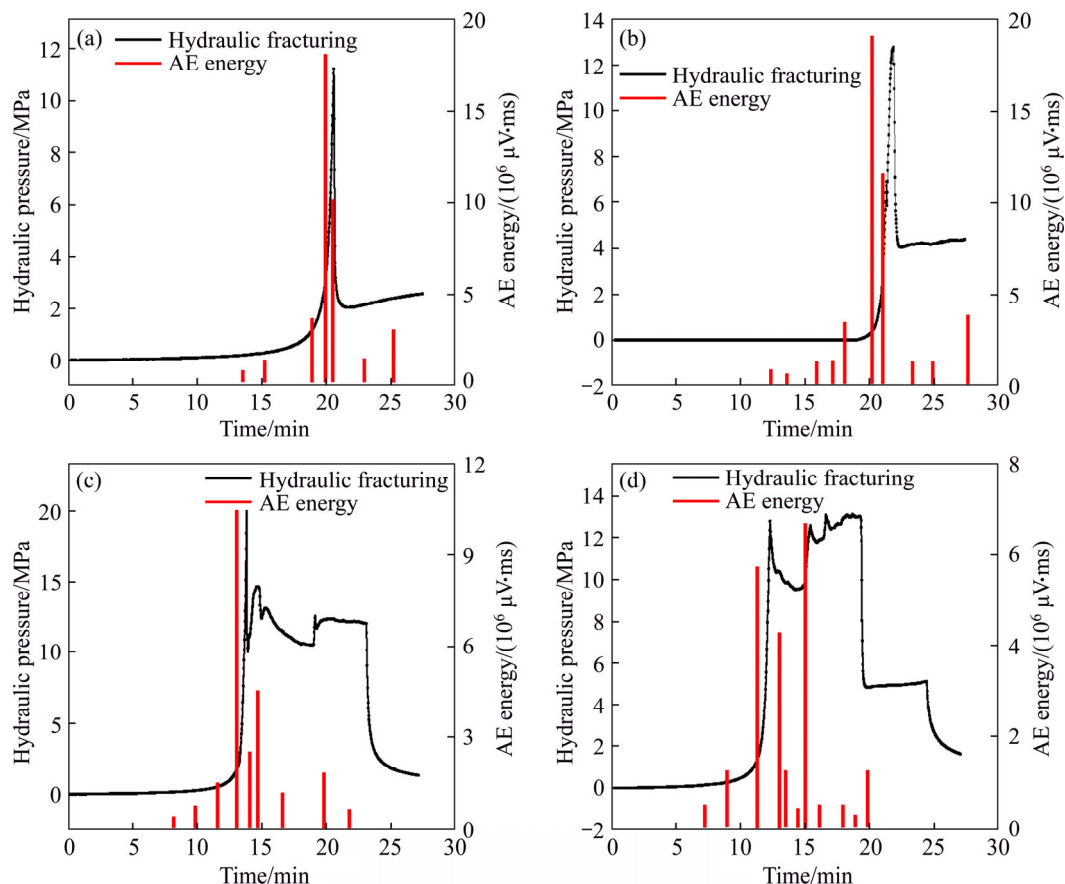 (a)
Hydraulic fracturing
AE energy
12
10
8
6
4
2
0
Hydraulic pressure/MPa
20
15
10
5
0
AE energy/(10⁶ μV·ms)
0 5 10 15 20 25 30
Time/min
(b)
Hydraulic fracturing
AE energy
14
12
10
8
6
4
2
0
−2
Hydraulic pressure/MPa
20
15
10
5
0
AE energy/(10⁶ μV·ms)
0 5 10 15 20 25 30
Time/min
(c)
Hydraulic fracturing
AE energy
20
15
10
5
0
Hydraulic pressure/MPa
12
9
6
3
0
AE energy/(10⁶ μV·ms)
0 5 10 15 20 25 30
Time/min
(d)
Hydraulic fracturing
AE energy
14
12
10
8
6
4
2
0
−2
Hydraulic pressure/MPa
8
6
4
2
0
AE energy/(10⁶ μV·ms)
0 5 10 15 20 25 30
Time/min